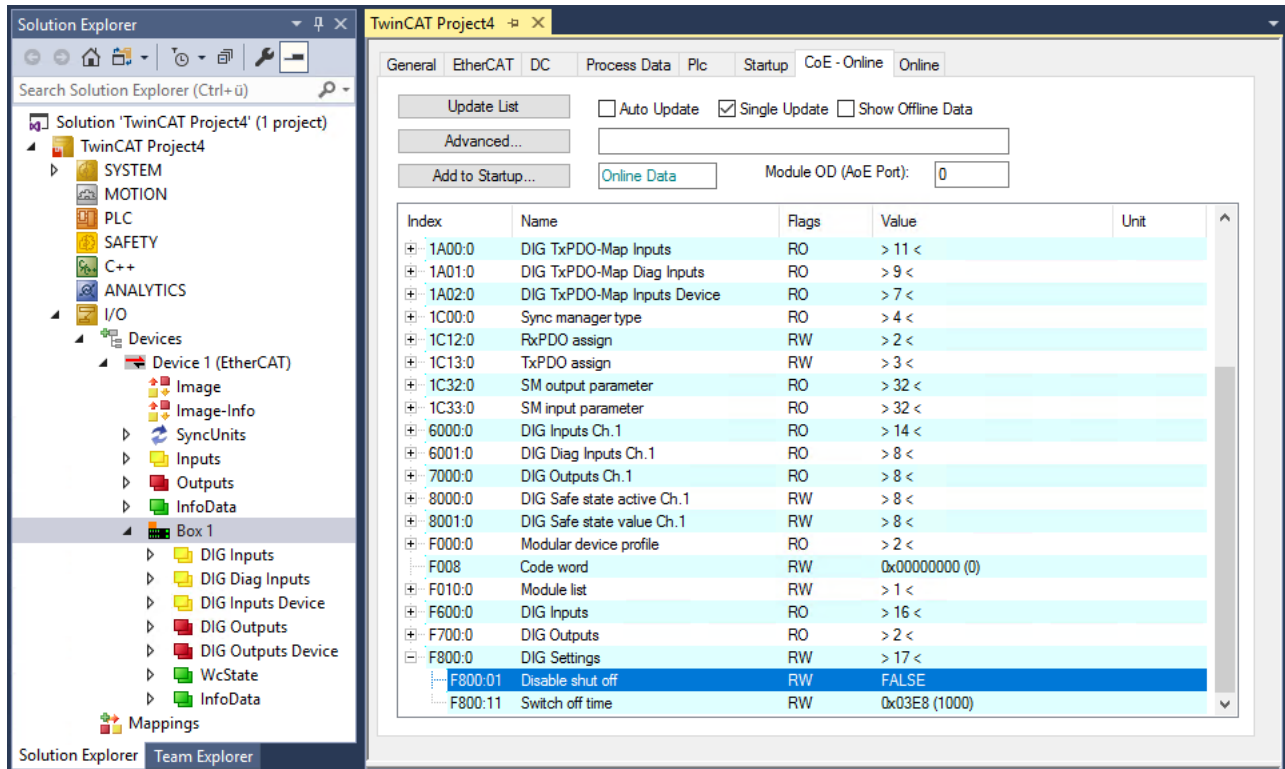 Solution Explorer
Search Solution Explorer (Ctrl+ü)
Solution 'TwinCAT Project4' (1 project)
TwinCAT Project4
SYSTEM
MOTION
PLC
SAFETY
C++
ANALYTICS
I/O
Devices
Device 1 (EtherCAT)
Image
Image-Info
SyncUnits
Inputs
Outputs
InfoData
Box 1
DIG Inputs
DIG Diag Inputs
DIG Inputs Device
DIG Outputs
DIG Outputs Device
WcState
InfoData
Mappings
Solution Explorer Team Explorer
TwinCAT Project4
General EtherCAT DC Process Data Plc Startup CoE - Online Online
Update List Auto Update Single Update Show Offline Data
Advanced...
Add to Startup... Online Data Module OD (AoE Port): 0
Index Name Flags Value Unit
1A00:0 DIG TxPDO-Map Inputs RO > 11 <
1A01:0 DIG TxPDO-Map Diag Inputs RO > 9 <
1A02:0 DIG TxPDO-Map Inputs Device RO > 7 <
1C00:0 Sync manager type RO > 4 <
1C12:0 RxPDO assign RW > 2 <
1C13:0 TxPDO assign RW > 3 <
1C32:0 SM output parameter RO > 32 <
1C33:0 SM input parameter RO > 32 <
6000:0 DIG Inputs Ch.1 RO > 14 <
6001:0 DIG Diag Inputs Ch.1 RO > 8 <
7000:0 DIG Outputs Ch.1 RO > 8 <
8000:0 DIG Safe state active Ch.1 RW > 8 <
8001:0 DIG Safe state value Ch.1 RW > 8 <
F000:0 Modular device profile RO > 2 <
F008 Code word RW 0x00000000 (0)
F010:0 Module list RW > 1 <
F600:0 DIG Inputs RO > 16 <
F700:0 DIG Outputs RO > 2 <
F800:0 DIG Settings RW > 17 <
F800:01 Disable shut off RW FALSE
F800:11 Switch off time RW 0x03E8 (1000)